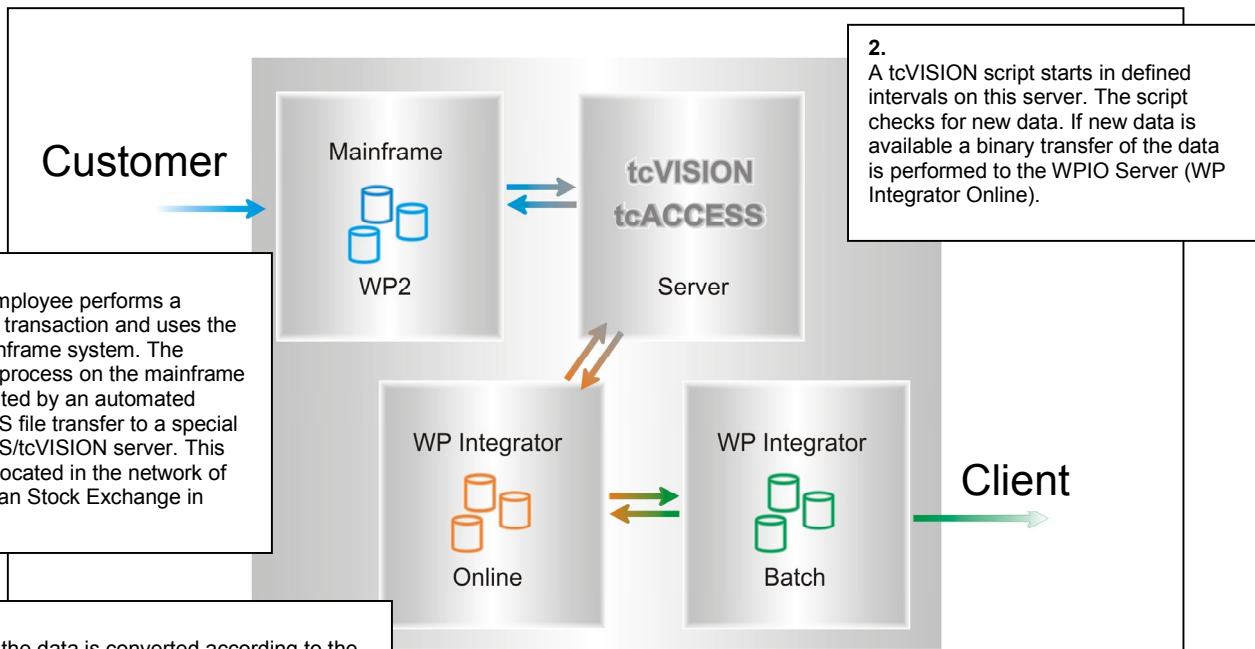 2.
A tcVISION script starts in defined
intervals on this server. The script
checks for new data. If new data is
available a binary transfer of the data
is performed to the WPIO Server (WP
Integrator Online).
Customer
Mainframe
WP2
tcVISION
tcACCESS
Server
mployee performs a
transaction and uses the
nframe system. The
process on the mainframe
ted by an automated
S file transfer to a special
S/tcVISION server. This
ocated in the network of
an Stock Exchange in
WP Integrator
Online
WP Integrator
Batch
Client
the data is converted according to the